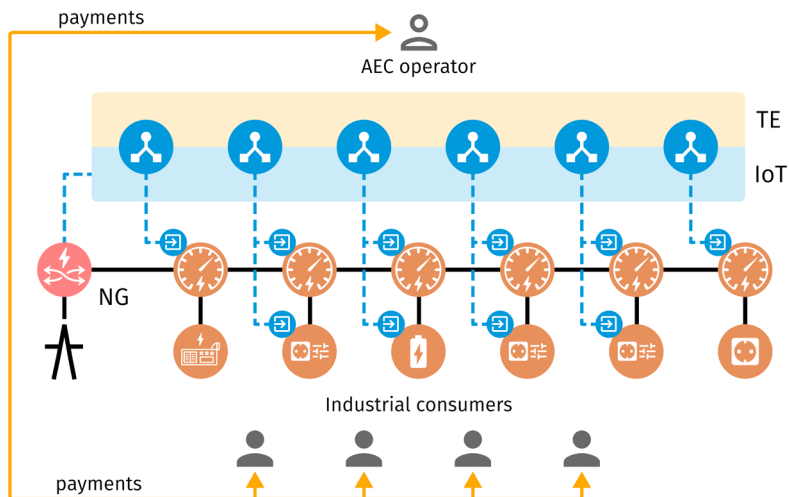 payments
AEC operator
TE
IoT
NG
Industrial consumers
payments